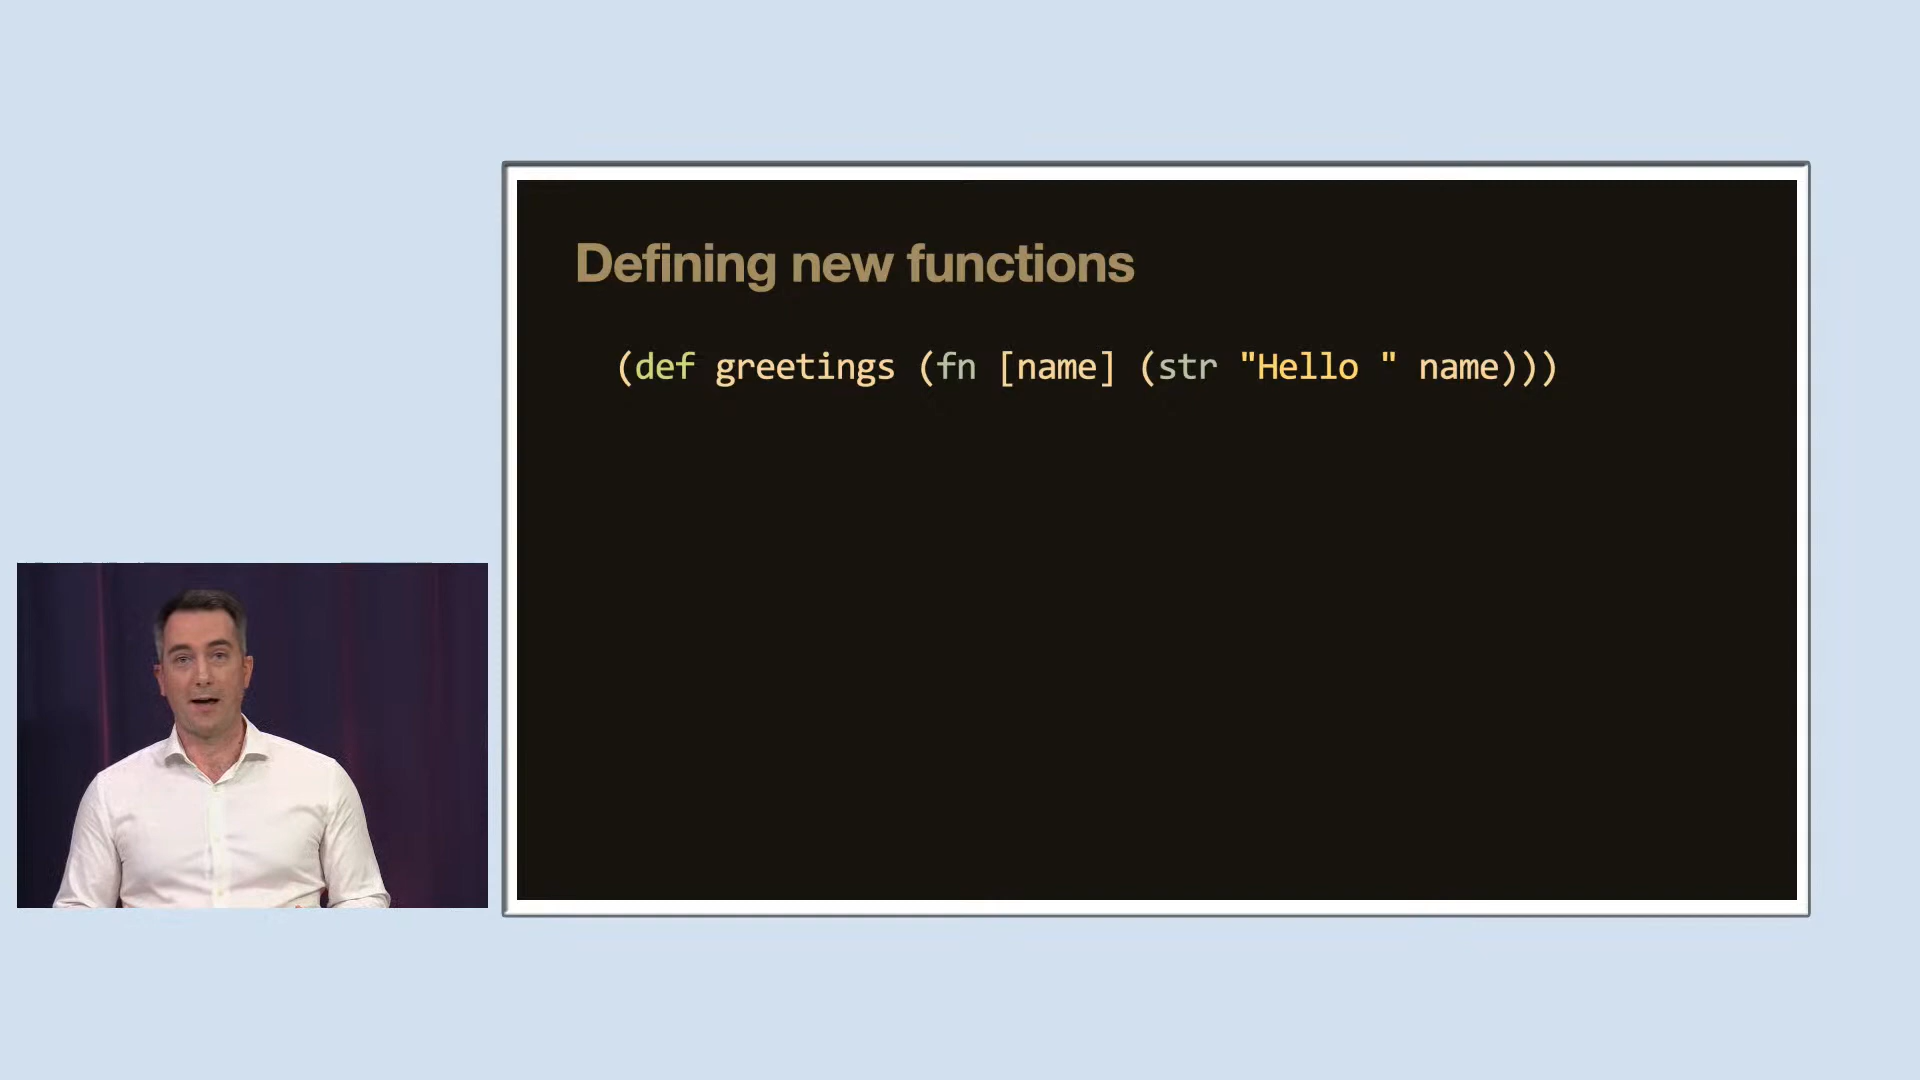 Defining new functions
(def greetings (fn [name] (str "Hello " name)))